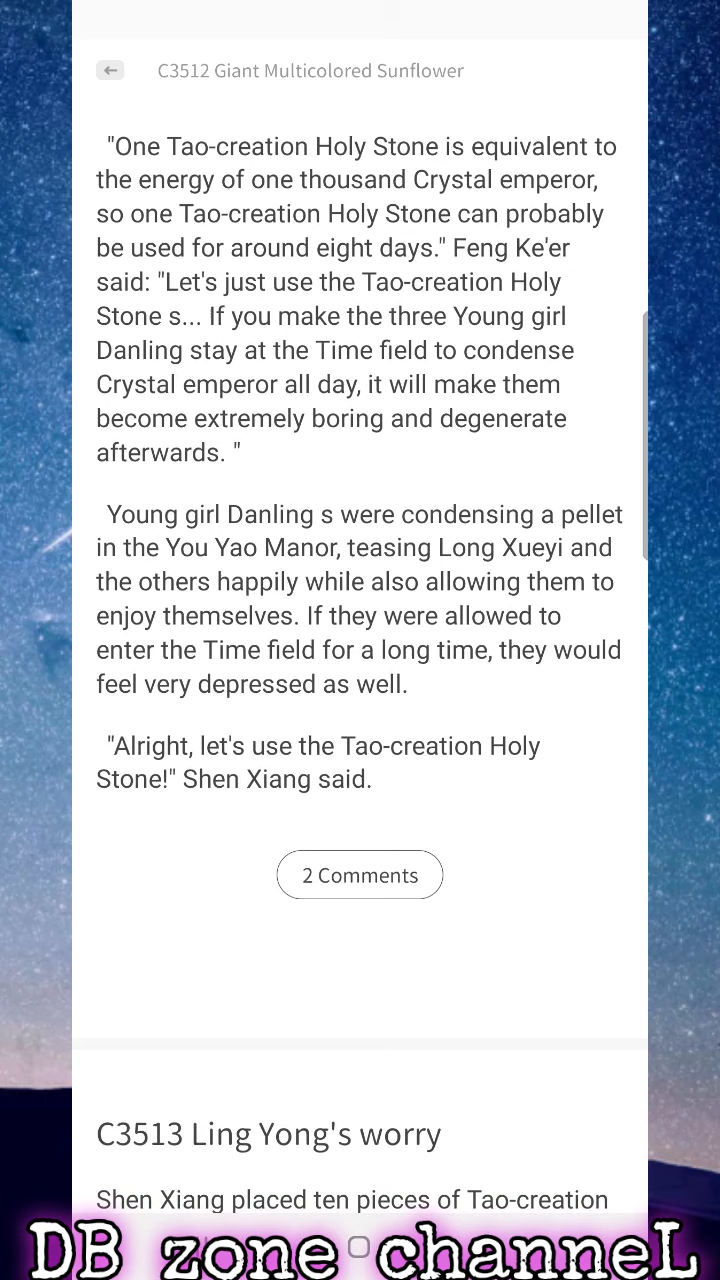 C3512 Giant Multicolored Sunflower
"One Tao-creation Holy Stone is equivalent to
the energy of one thousand Crystal emperor,
so one Tao-creation Holy Stone can probably
be used for around eight days." Feng Ke'er
said: "Let's just use the Tao-creation Holy
Stone s... If you make the three Young girl
Danling stay at the Time field to condense
Crystal emperor all day, it will make them
become extremely boring and degenerate
afterwards. "
Young girl Danling s were condensing a pellet
in the You Yao Manor, teasing Long Xueyi and
the others happily while also allowing them to
enjoy themselves. If they were allowed to
enter the Time field for a long time, they would
feel very depressed as well.
"Alright, let's use the Tao-creation Holy
Stone!" Shen Xiang said.
2 Comments
C3513 Ling Yong's worry
Shen Xiang placed ten pieces of Tao-creation
DB zone channeL